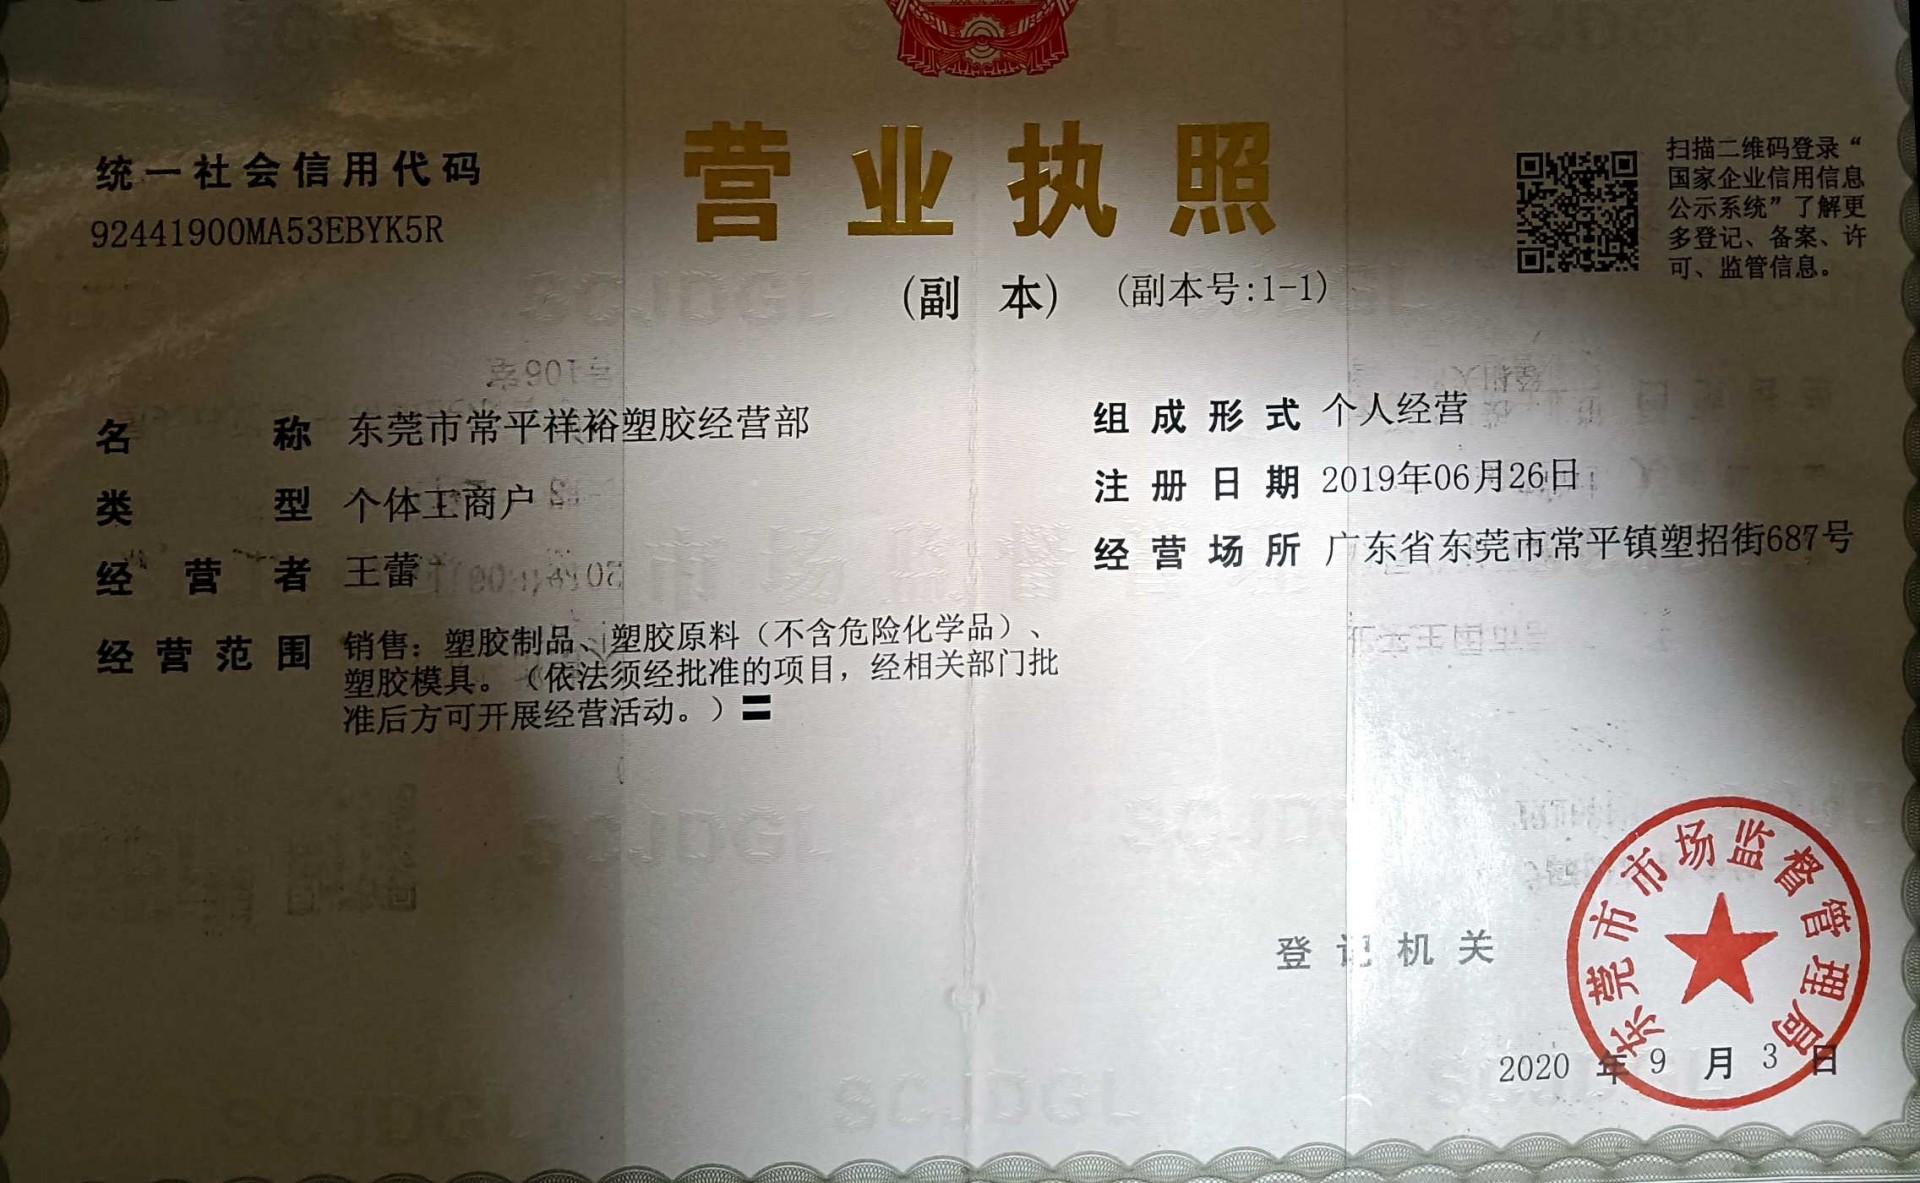 营业执照
(副 本) (副本号:1-1)
统一社会信用代码
92441900MA53EBYK5R
扫描二维码登录“
国家企业信用信息
公示系统”了解更
多登记、备案、许
可、监管信息。
名 称 东莞市常平祥裕塑胶经营部
类 型 个体工商户
经 营 者 王蕾
经 营 范 围 销售：塑胶制品、塑胶原料（不含危险化学品）、
塑胶模具。（依法须经批准的项目，经相关部门批
准后方可开展经营活动。）
组 成 形 式 个人经营
注 册 日 期 2019年06月26日
经 营 场 所 广东省东莞市常平镇塑招街687号
登 记 机 关
东莞市市场监督管理局
2020 年 9 月 3 日
SCJDGL
SCJDGL
SCJDGL
市场监督管